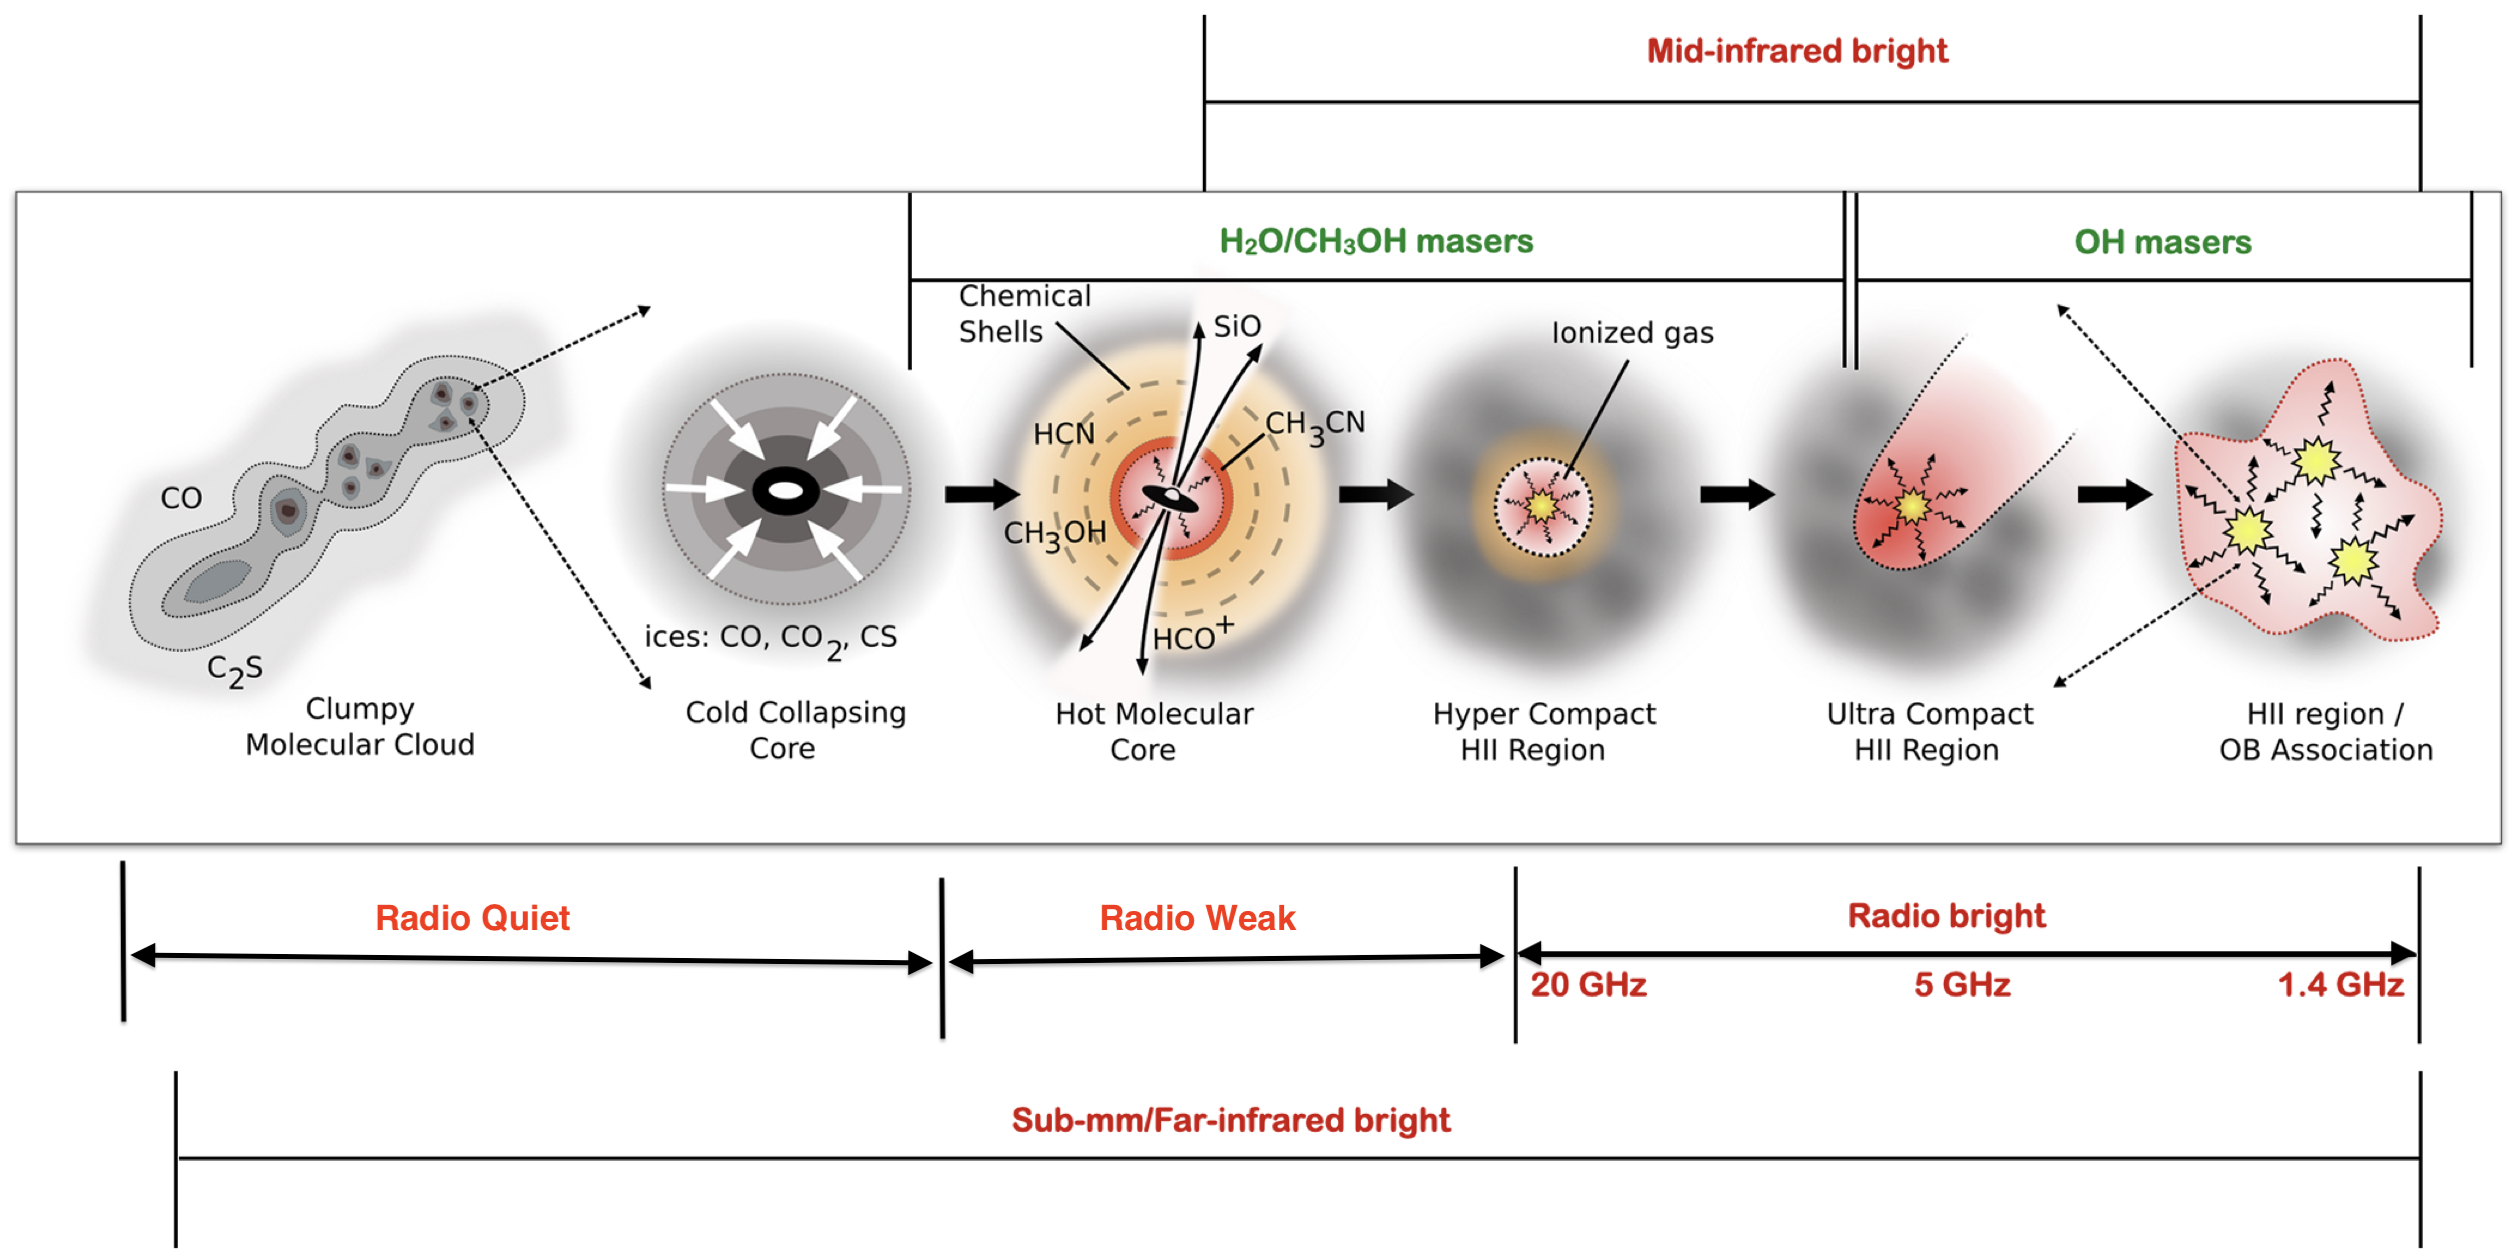 Mid-infrared bright
H₂O/CH₃OH masers
OH masers
Chemical
Shells
SiO
Ionized gas
HCN
CH₃CN
CO
CH₃OH
HCO⁺
ices: CO, CO₂, CS
C₂S
Clumpy
Molecular Cloud
Cold Collapsing
Core
Hot Molecular
Core
Hyper Compact
HII Region
Ultra Compact
HII Region
HII region /
OB Association
Radio Quiet
Radio Weak
Radio bright
20 GHz
5 GHz
1.4 GHz
Sub-mm/Far-infrared bright